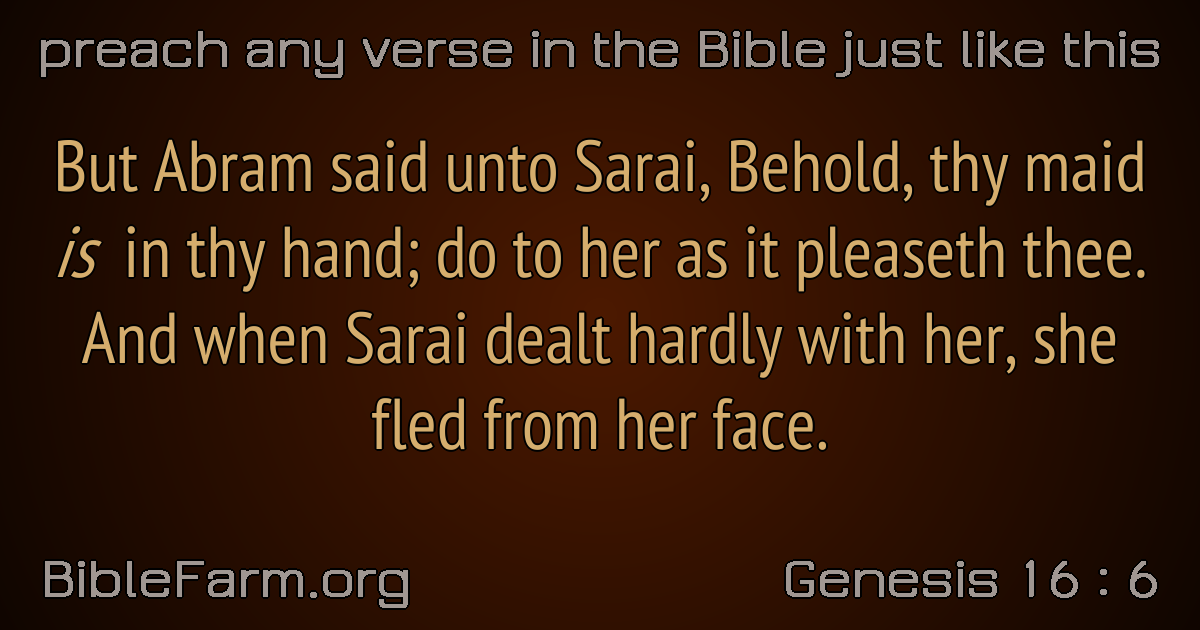 preach any verse in the Bible just like this
But Abram said unto Sarai, Behold, thy maid
is in thy hand; do to her as it pleaseth thee.
And when Sarai dealt hardly with her, she
fled from her face.
BibleFarm.org
Genesis 16 : 6